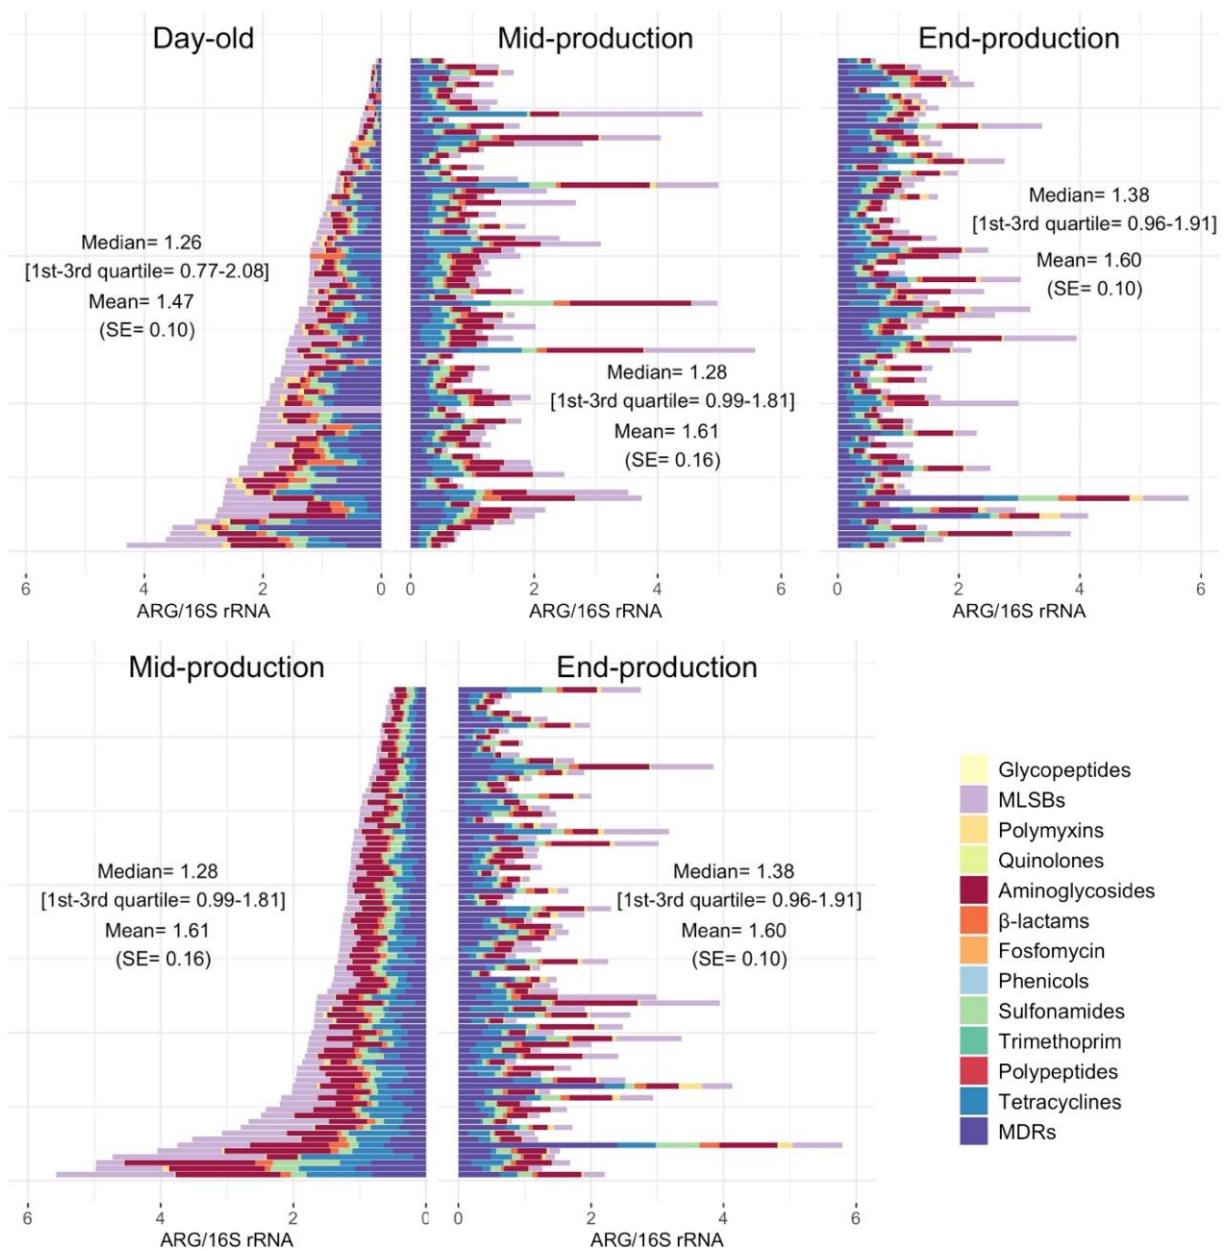 Day-old
Mid-production
End-production
Median= 1.26
[1st-3rd quartile= 0.77-2.08]
Mean= 1.47
(SE= 0.10)
Median= 1.28
[1st-3rd quartile= 0.99-1.81]
Mean= 1.61
(SE= 0.16)
Median= 1.38
[1st-3rd quartile= 0.96-1.91]
Mean= 1.60
(SE= 0.10)
6 4 2 0
0 2 4 6
0 2 4 6
ARG/16S rRNA
ARG/16S rRNA
ARG/16S rRNA
Mid-production
End-production
Median= 1.28
[1st-3rd quartile= 0.99-1.81]
Mean= 1.61
(SE= 0.16)
Median= 1.38
[1st-3rd quartile= 0.96-1.91]
Mean= 1.60
(SE= 0.10)
6 4 2 0
0 2 4 6
ARG/16S rRNA
ARG/16S rRNA
Glycopeptides
MLSBs
Polymyxins
Quinolones
Aminoglycosides
β-lactams
Fosfomycin
Phenicols
Sulfonamides
Trimethoprim
Polypeptides
Tetracyclines
MDRs